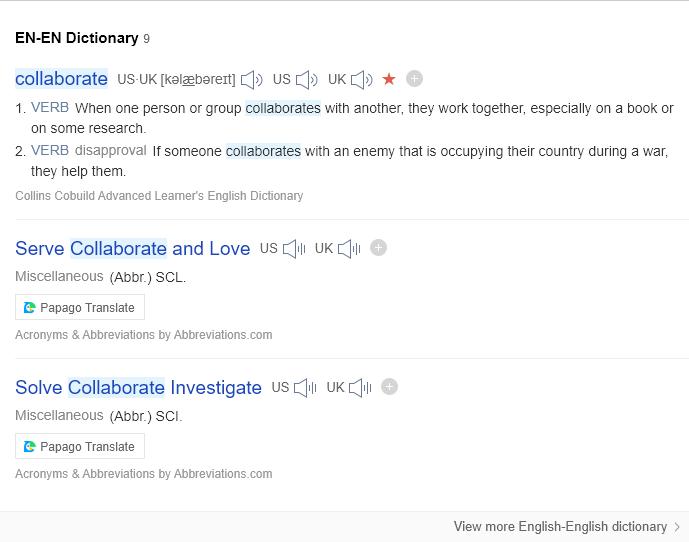 EN-EN Dictionary 9
collaborate US·UK [kəlæbəreɪt] US UK
1. VERB When one person or group collaborates with another, they work together, especially on a book or
on some research.
2. VERB disapproval If someone collaborates with an enemy that is occupying their country during a war,
they help them.
Collins Cobuild Advanced Learner's English Dictionary
Serve Collaborate and Love US UK
Miscellaneous (Abbr.) SCL.
Papago Translate
Acronyms & Abbreviations by Abbreviations.com
Solve Collaborate Investigate US UK
Miscellaneous (Abbr.) SCI.
Papago Translate
Acronyms & Abbreviations by Abbreviations.com
View more English-English dictionary >